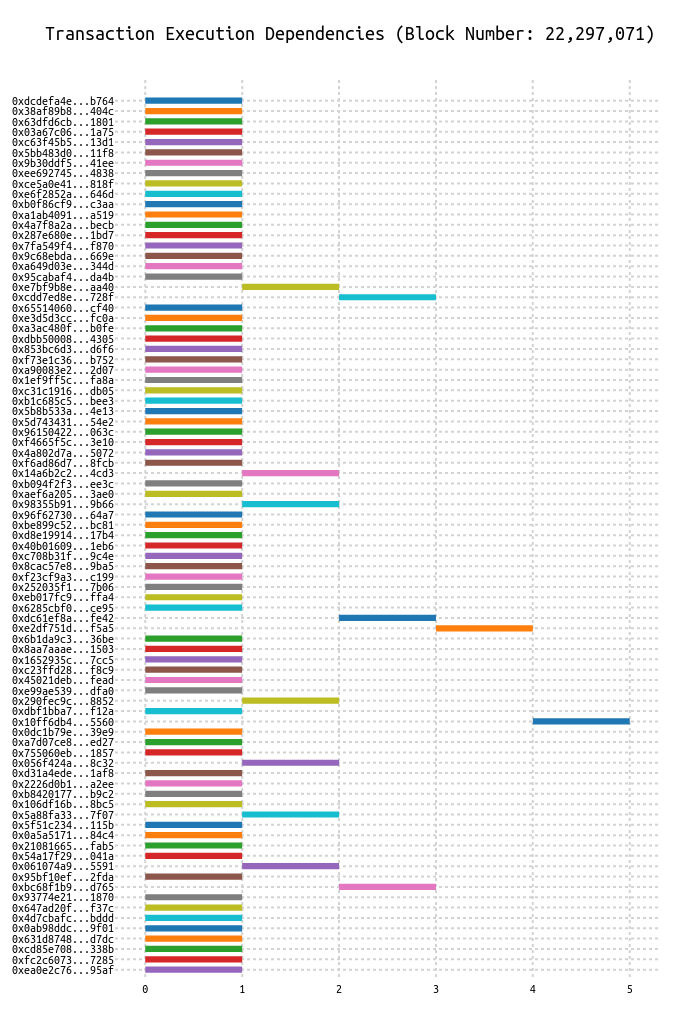 Transaction Execution Dependencies (Block Number: 22,297,071)
0xdcdefa4e...b764
0x38af89b8...404c
0x63dfd6cb...1801
0x03a67c06...1a75
0xc63f45b5...13d1
0x5bb483d0...11f8
0x9b30ddf5...41ee
0xee692745...4838
0xce5a0e41...818f
0xe6f2852a...646d
0xb0f86cf9...c3aa
0xa1ab4091...a519
0x4a7f8a2a...becb
0x287e680e...1bd7
0x7fa549f4...f870
0x9c68ebda...669e
0xa649d03e...344d
0x95cabaf4...da4b
0xe7bf9b8e...aa40
0xcdd7ed8e...728f
0x65514060...cf40
0xe3d5d3cc...fc0a
0xa3ac480f...b0fe
0xdbb50008...4305
0x853bc6d3...d6f6
0xf73e1c36...b752
0xa90083e2...2d07
0x1ef9ff5c...fa8a
0xc31c1916...db05
0xb1c685c5...bee3
0x5b8b533a...4e13
0x5d743431...54e2
0x96150422...063c
0xf4665f5c...3e10
0x4a802d7a...5072
0xf6ad86d7...8fcb
0x14a6b2c2...4cd3
0xb094f2f3...ee3c
0xaef6a205...3ae0
0x98355b91...9b66
0x96f62730...64a7
0xbe899c52...bc81
0xd8e19914...17b4
0x40b01609...1eb6
0xc708b31f...9c4e
0x8cac57e8...9ba5
0xf23cf9a3...c199
0x252035f1...7b06
0xeb017fc9...ffa4
0x6285cbf0...ce95
0xdc61ef8a...fe42
0xe2df751d...f5a5
0x6b1da9c3...36be
0x8aa7aaae...1503
0x1652935c...7cc5
0xc23ffd28...f8c9
0x45021deb...fead
0xe99ae539...dfa0
0x290fec9c...8852
0xdbf1bba7...f12a
0x10ff6db4...5560
0x0dc1b79e...39e9
0xa7d07ce8...ed27
0x755060eb...1857
0x056f424a...8c32
0xd31a4ede...1af8
0x2226d0b1...a2ee
0xb8420177...b9c2
0x106df16b...8bc5
0x5a88fa33...7f07
0x5f51c234...115b
0x0a5a5171...84c4
0x21081665...fab5
0x54a17f29...041a
0x061074a9...5591
0x95bf10ef...2fda
0xbc68f1b9...d765
0x93774e21...1870
0x647ad20f...f37c
0x4d7cbafc...bddd
0x0ab98ddc...9f01
0x631d8748...d7dc
0xcd85e708...338b
0xfc2c6073...7285
0xea0e2c76...95af
0 1 2 3 4 5